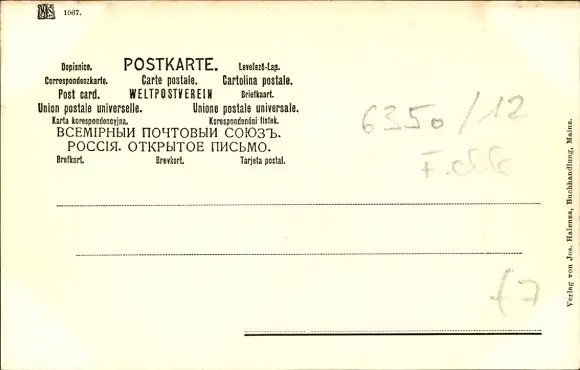 1067.
Dopisnice. POSTKARTE. Levelező-Lap.
Correspondenzkarte. Carte postale. Cartolina postale.
Post card. WELTPOSTVEREIN Briefkaart.
Union postale universelle. Unione postale universale.
Karta korespondencyjna. Korespondenční lístek.
ВСЕМІРНЫЙ ПОЧТОВЫЙ СОЮЗЪ.
РОССІЯ. ОТКРЫТОЕ ПИСЬМО.
Brefkort. Brevkort. Tarjeta postal.
6350/12
Verlag von Jos. Halenza, Buchhandlung, Mainz.